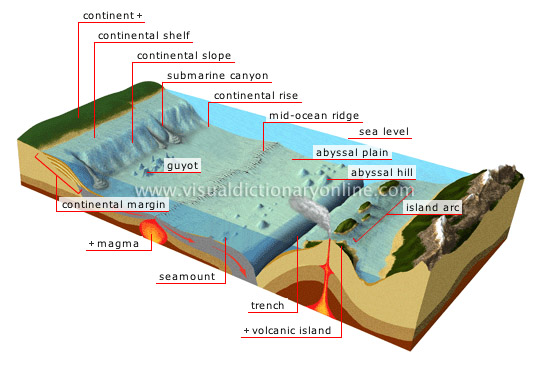 continent +
continental shelf
continental slope
submarine canyon
continental rise
mid-ocean ridge
sea level
abyssal plain
guyot
abyssal hill
www.visualdictionaryonline.com
continental margin
island arc
+ magma
seamount
trench
+ volcanic island